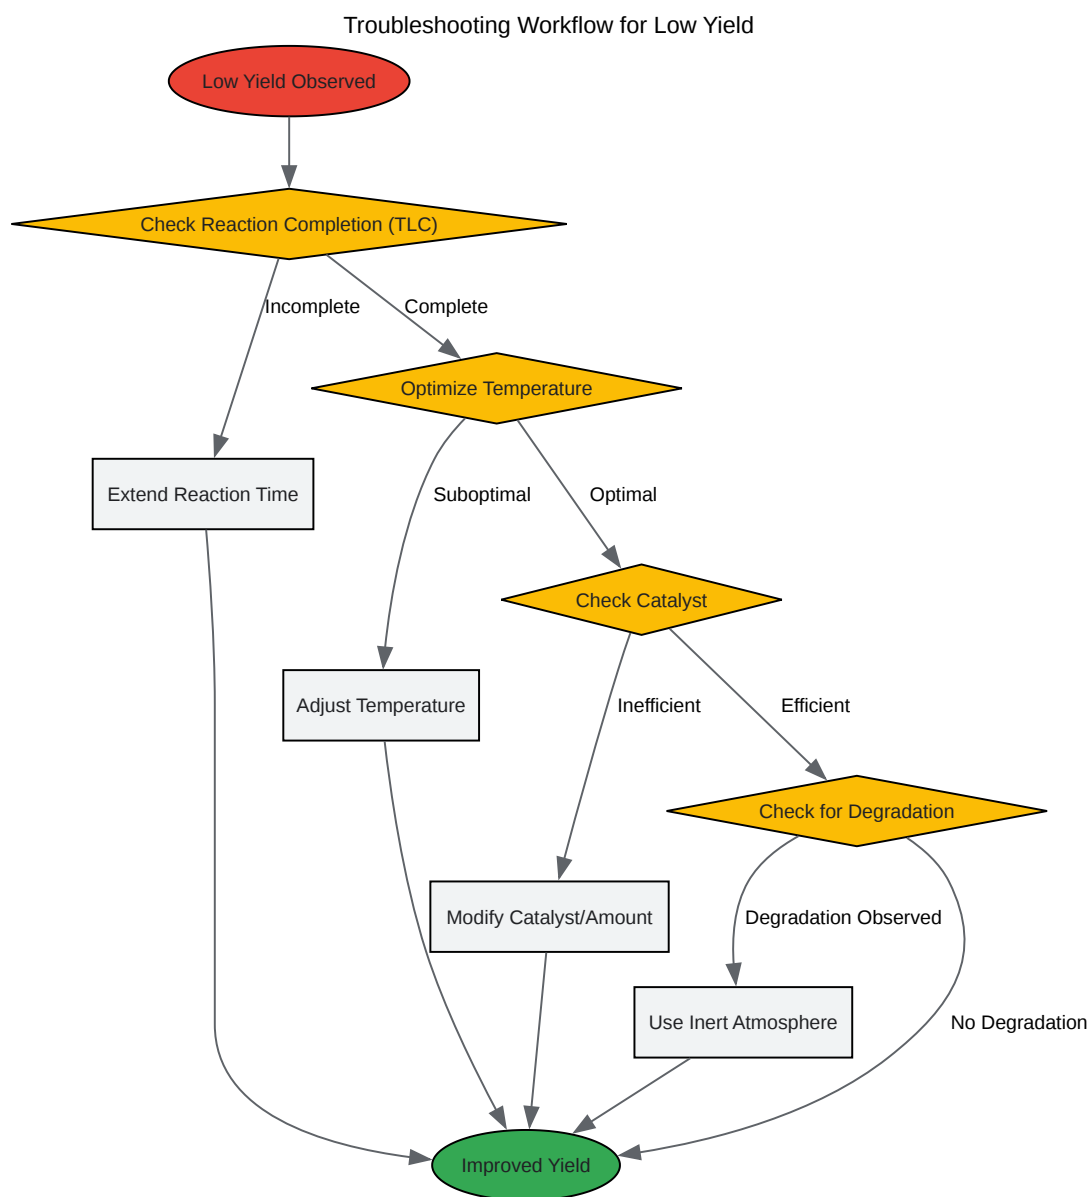 Troubleshooting Workflow for Low Yield
Low Yield Observed
Check Reaction Completion (TLC)
Incomplete
Complete
Optimize Temperature
Extend Reaction Time
Suboptimal
Optimal
Check Catalyst
Adjust Temperature
Inefficient
Efficient
Check for Degradation
Modify Catalyst/Amount
Degradation Observed
Use Inert Atmosphere
No Degradation
Improved Yield